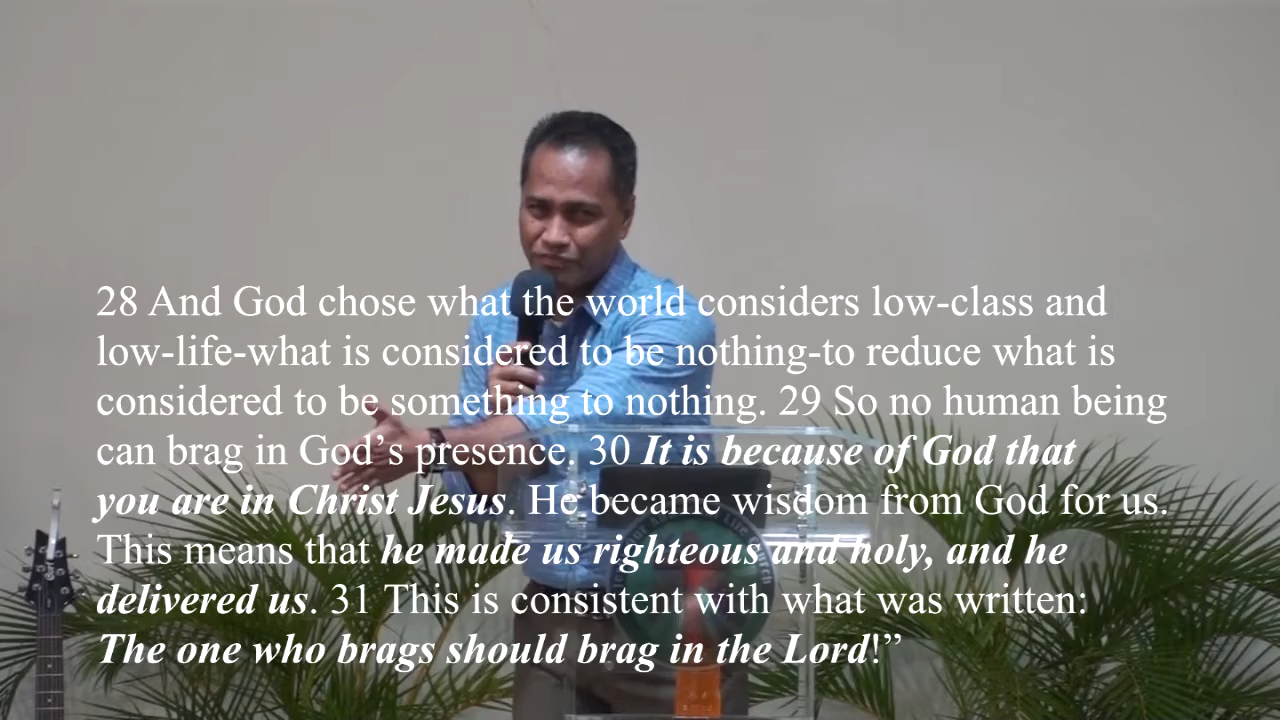 28 And God chose what the world considers low-class and
low-life-what is considered to be nothing-to reduce what is
considered to be something to nothing. 29 So no human being
can brag in God’s presence. 30 It is because of God that
you are in Christ Jesus. He became wisdom from God for us.
This means that he made us righteous and holy, and he
delivered us. 31 This is consistent with what was written:
The one who brags should brag in the Lord!”